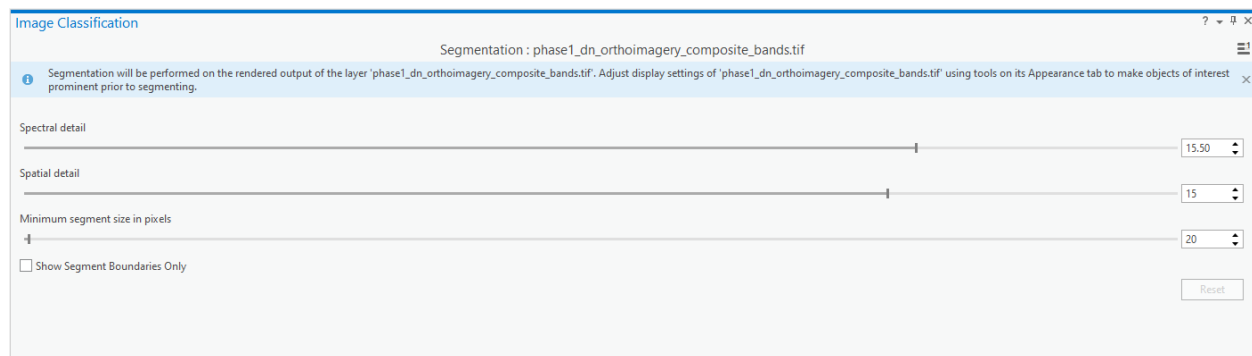 Image Classification
?
Segmentation : phase1_dn_orthoimagery_composite_bands.tif
1
Segmentation will be performed on the rendered output of the layer 'phase1_dn_orthoimagery_composite_bands.tif'. Adjust display settings of 'phase1_dn_orthoimagery_composite_bands.tif' using tools on its Appearance tab to make objects of interest
prominent prior to segmenting.
Spectral detail
15.50
Spatial detail
15
Minimum segment size in pixels
20
Show Segment Boundaries Only
Reset